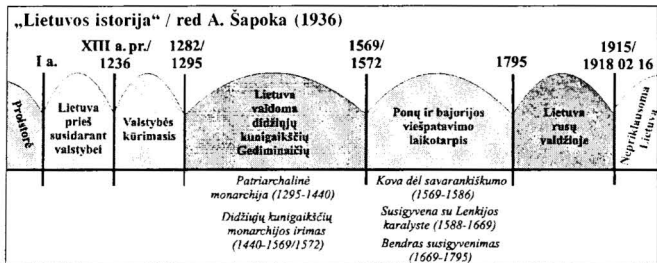 „Lietuvos istorija“ / red A. Šapoka (1936)
I a.
XIII a. pr./
1236
1282/
1295
1569/
1572
1795
1915/
1918 02 16
Proistorė
Lietuva
prieš
susidarant
valstybei
Valstybės
kūrimasis
Lietuva
valdoma
didžiųjų
kunigaikščių
Gediminaičių
Ponų ir bajorijos
viešpatavimo
laikotarpis
Lietuva
rusų
valdžioje
Nepriklausoma
Lietuva
Patriarchalinė
monarchija (1295-1440)
Didžiųjų kunigaikščių
monarchijos irimas
(1440-1569/1572)
Kova dėl savarankiškumo
(1569-1586)
Susigyvena su Lenkijos
karalyste (1588-1669)
Bendras susigyvenimas
(1669-1795)